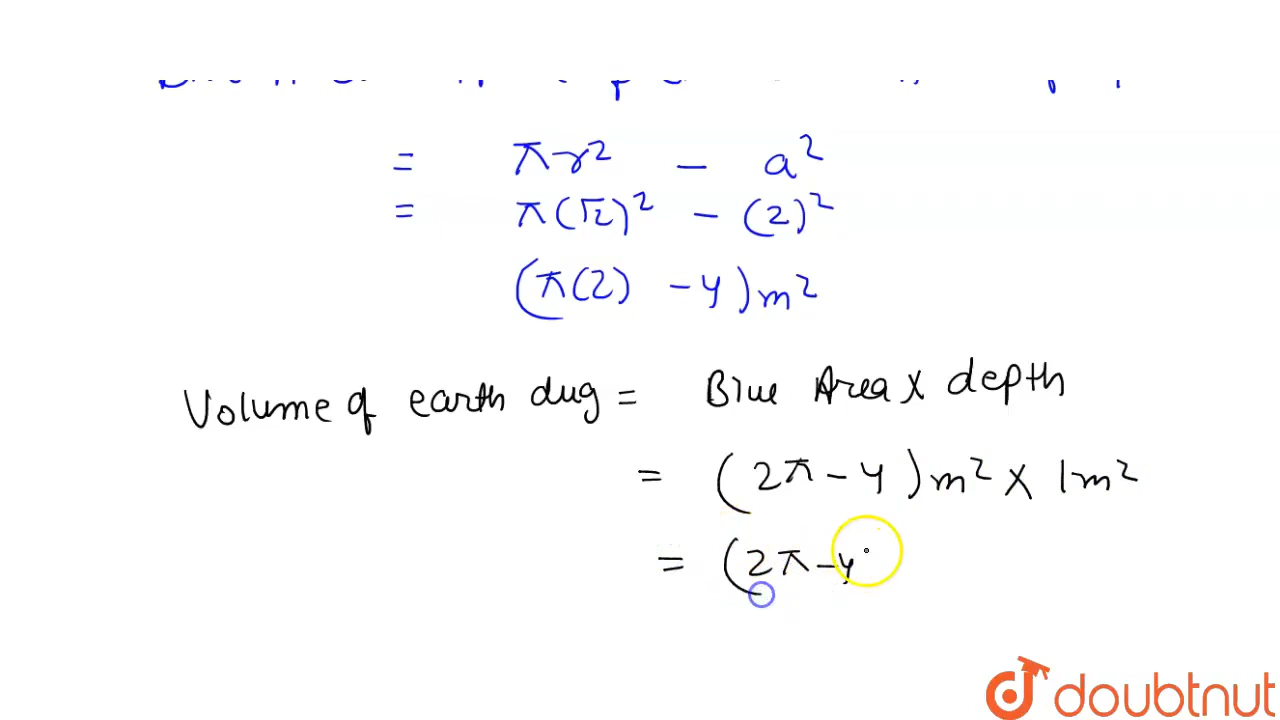 = πr² - a²
= π(√2)² - (2)²
(π(2) - 4) m²
Volume of earth dug = Blue Area X depth
= (2π - 4) m² X 1m²
= (2π - 4
doubtnut